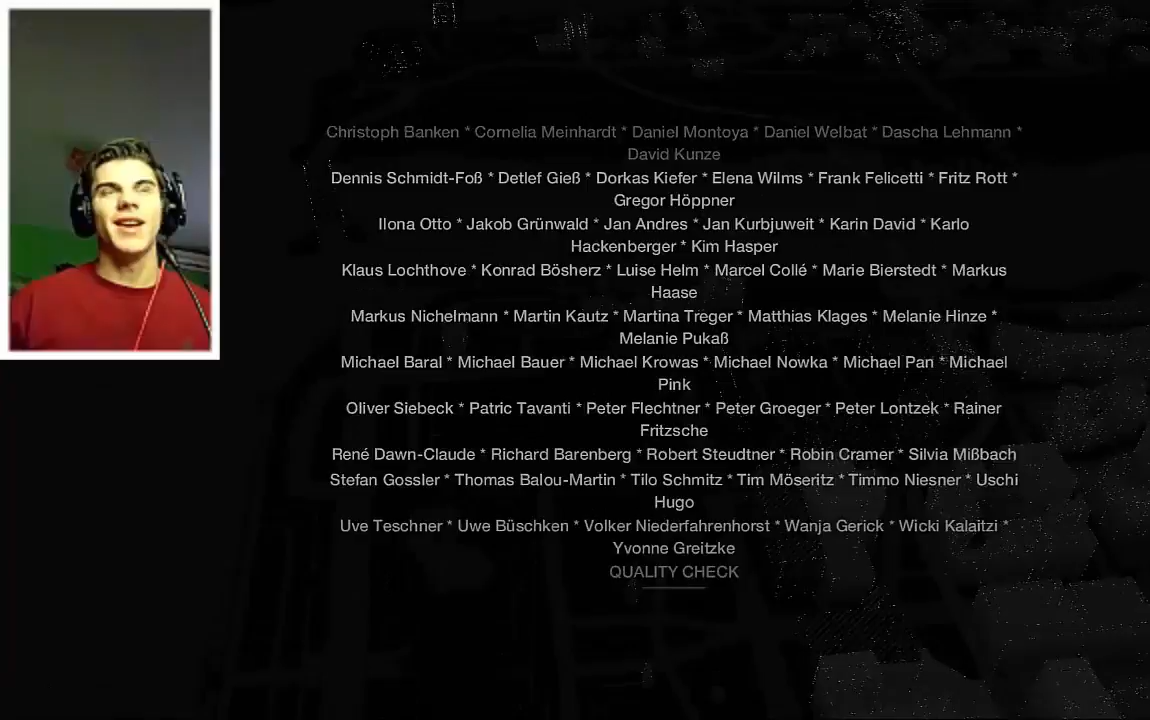 Christoph Banken * Cornelia Meinhardt * Daniel Montoya * Daniel Welbat * Dascha Lehmann *
David Kunze
Dennis Schmidt-Foß * Detlef Gieß * Dorkas Kiefer * Elena Wilms * Frank Felicetti * Fritz Rott *
Gregor Höppner
Ilona Otto * Jakob Grünwald * Jan Andres * Jan Kurbjuweit * Karin David * Karlo
Hackenberger * Kim Hasper
Klaus Lochthove * Konrad Bösherz * Luise Helm * Marcel Collé * Marie Bierstedt * Markus
Haase
Markus Nichelmann * Martin Kautz * Martina Treger * Matthias Klages * Melanie Hinze *
Melanie Pukaß
Michael Baral * Michael Bauer * Michael Krowas * Michael Nowka * Michael Pan * Michael
Pink
Oliver Siebeck * Patric Tavanti * Peter Flechtner * Peter Groeger * Peter Lontzek * Rainer
Fritzsche
René Dawn-Claude * Richard Barenberg * Robert Steudtner * Robin Cramer * Silvia Mißbach
Stefan Gossler * Thomas Balou-Martin * Tilo Schmitz * Tim Möseritz * Timmo Niesner * Uschi
Hugo
Uve Teschner * Uwe Büschken * Volker Niederfahrenhorst * Wanja Gerick * Wicki Kalaitzi *
Yvonne Greitzke
QUALITY CHECK